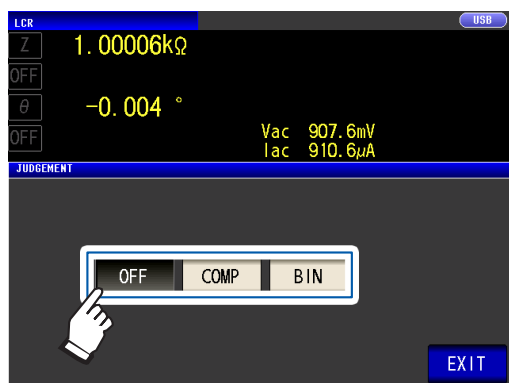 LCR USB
Z 1.00006kΩ
OFF
θ -0.004 °
OFF
Vac 907.6mV
Iac 910.6μA
JUDGEMENT
OFF COMP BIN
EXIT